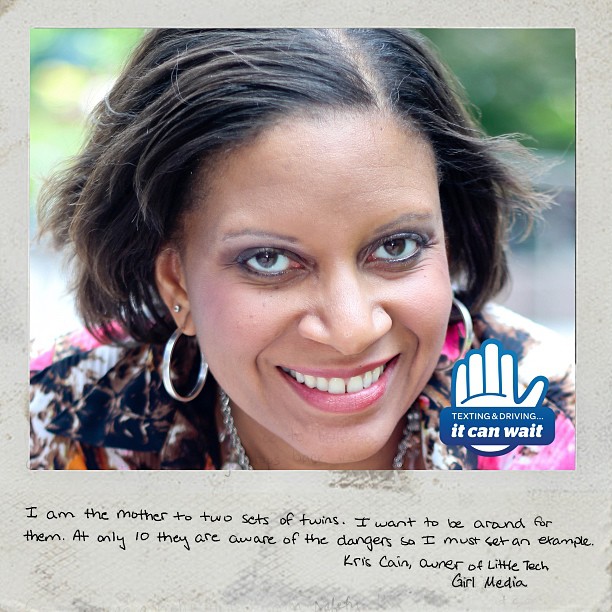 TEXTING & DRIVING...
it can wait
I am the mother to two sets of twins. I want to be around for
them. At only 10 they are aware of the dangers so I must set an example.
Kris Cain, owner of Little Tech
Girl Media